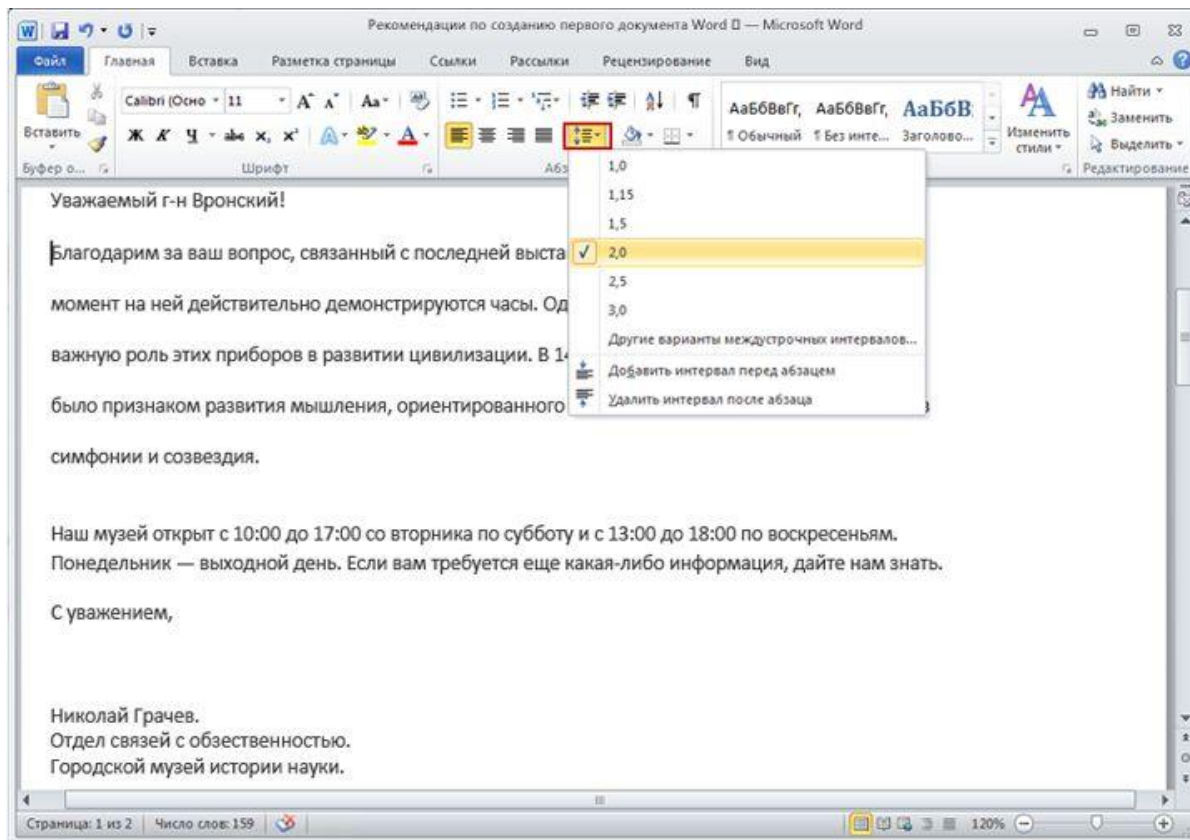 Рекомендации по созданию первого документа Word — Microsoft Word
Файл Главная Вставка Разметка страницы Ссылки Рассылки Рецензирование Вид
Вставить
Calibri (Осно 11
Aa
Ж К Ч abe x, x² A
АаБбВвГг, АаБбВвГг, АаБбВ
¶ Обычный ¶ Без инте... Заголово...
Изменить стили
Найти
Заменить
Выделить
Буфер о... Шрифт Абз Редактирование
1,0
1,15
1,5
2,0
2,5
3,0
Другие варианты междустрочных интервалов...
Добавить интервал перед абзацем
Удалить интервал после абзаца
Уважаемый г-н Вронский!
Благодарим за ваш вопрос, связанный с последней выста
момент на ней действительно демонстрируются часы. Од
важную роль этих приборов в развитии цивилизации. В 14
было признаком развития мышления, ориентированного
симфонии и созвездия.
Наш музей открыт с 10:00 до 17:00 со вторника по субботу и с 13:00 до 18:00 по воскресеньям.
Понедельник — выходной день. Если вам требуется еще какая-либо информация, дайте нам знать.
С уважением,
Николай Грачев.
Отдел связей с обзественностью.
Городской музей истории науки.
Страница: 1 из 2 Число слов: 159 120%